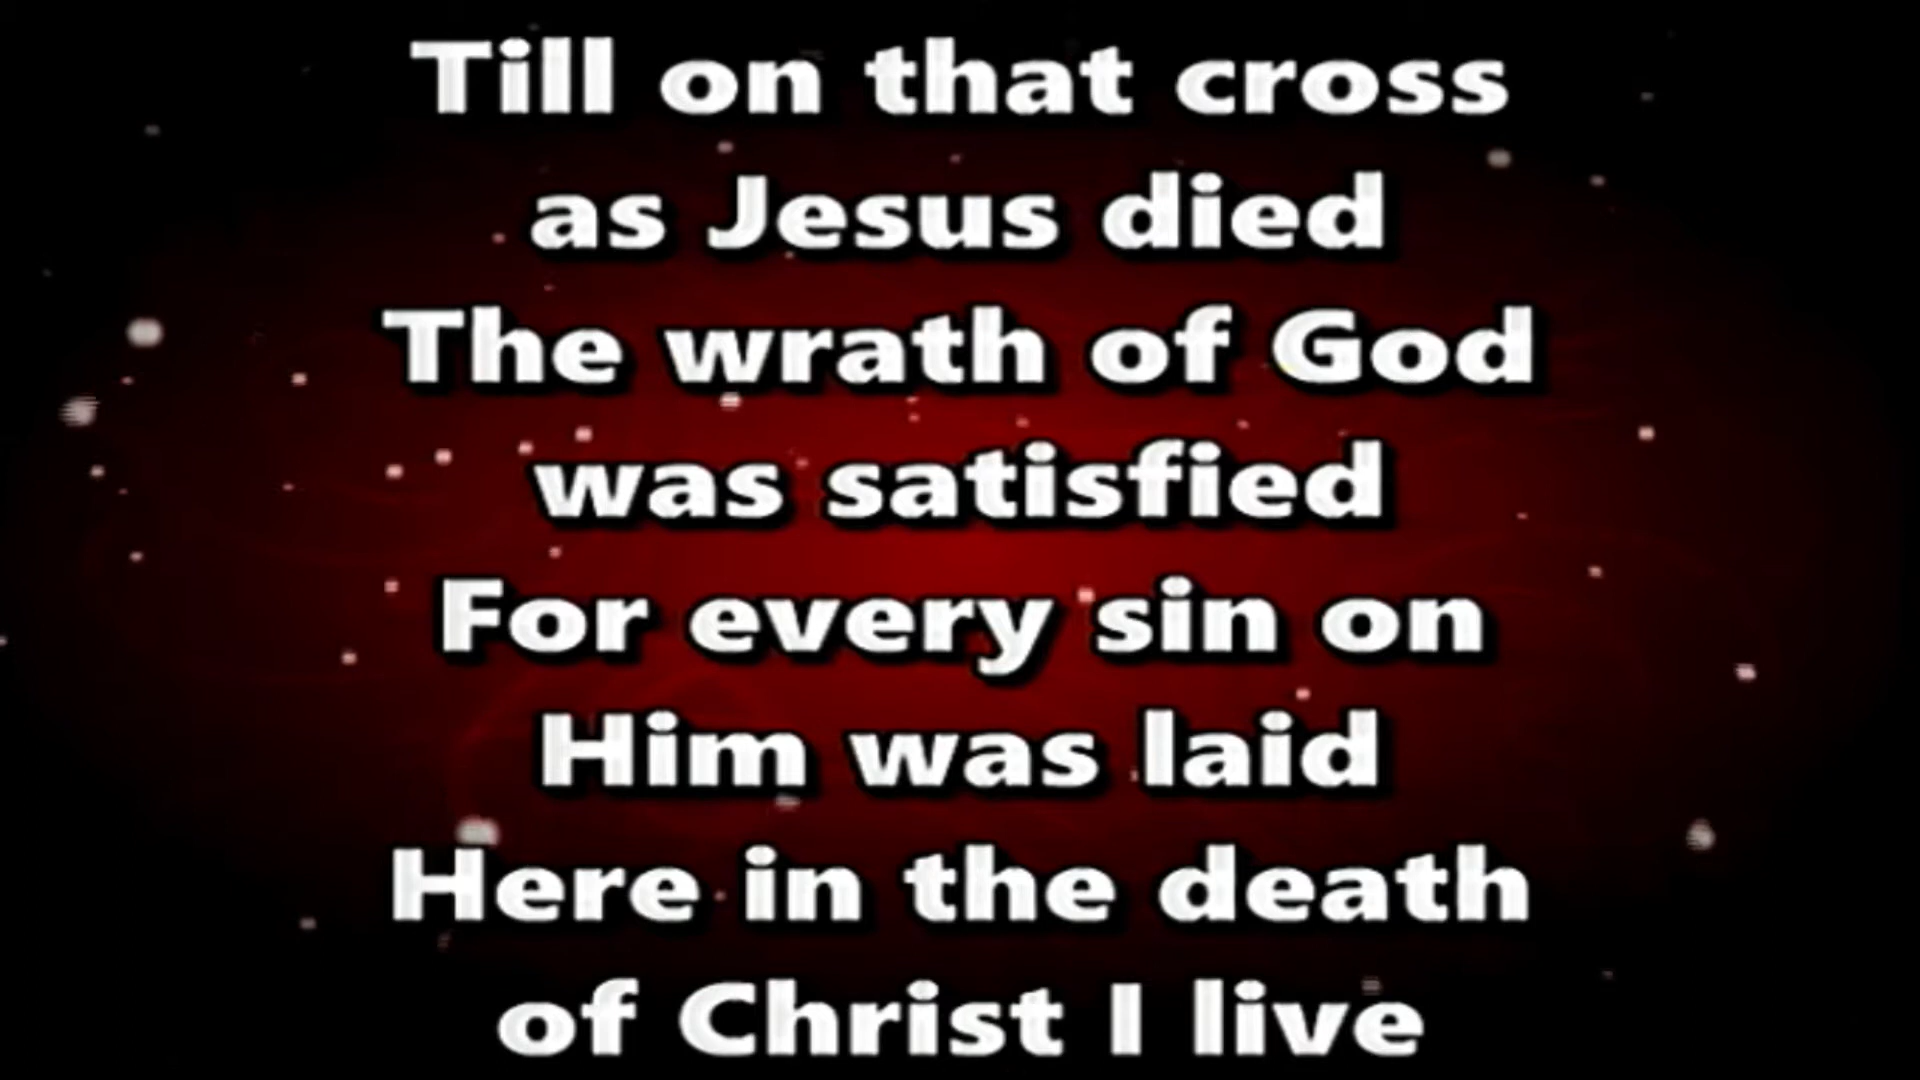 Till on that cross
as Jesus died
The wrath of God
was satisfied
For every sin on
Him was laid
Here in the death
of Christ I live